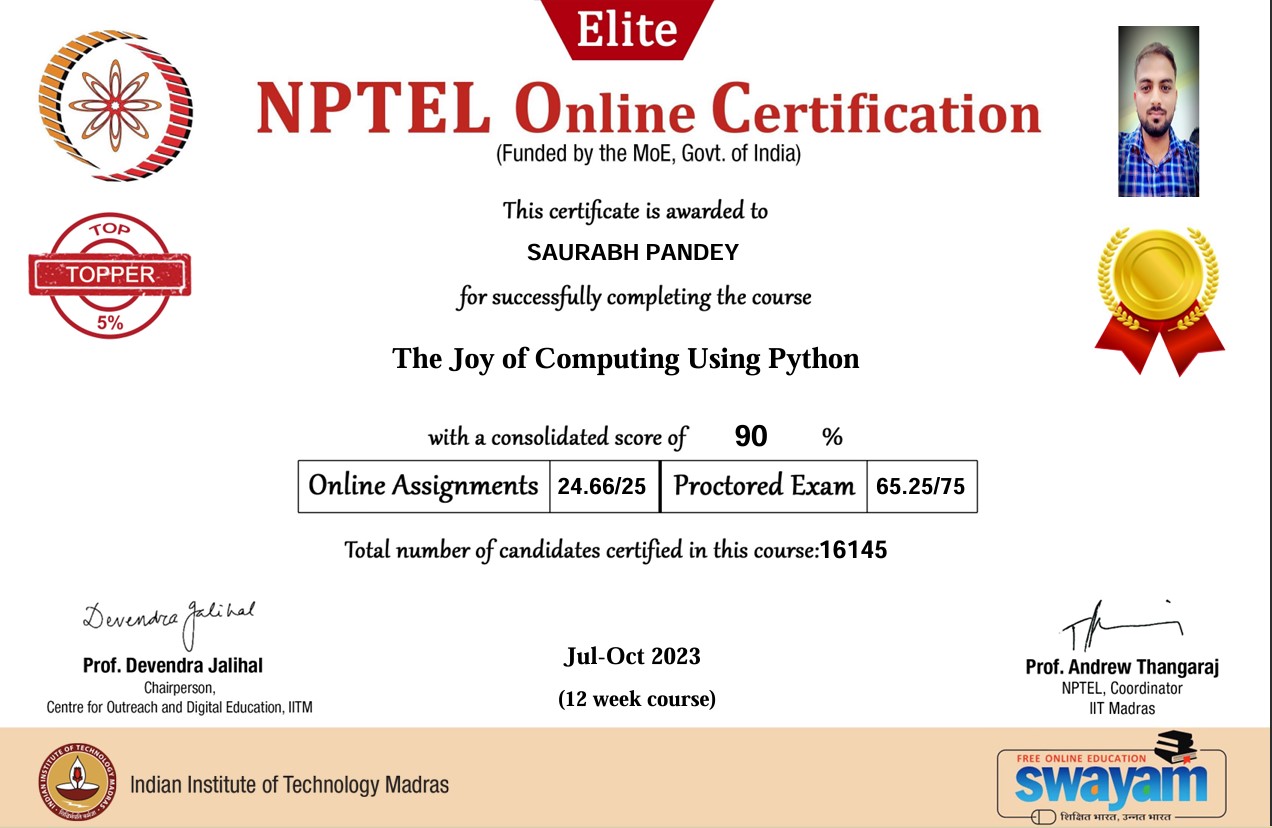 Elite
NPTEL Online Certification
(Funded by the MoE, Govt. of India)
TOP
TOPPER
5%
This certificate is awarded to
SAURABH PANDEY
for successfully completing the course
The Joy of Computing Using Python
with a consolidated score of 90 %
Online Assignments 24.66/25 Proctored Exam 65.25/75
Total number of candidates certified in this course:16145
Devendra Jalihal
Prof. Devendra Jalihal
Chairperson,
Centre for Outreach and Digital Education, IITM
Jul-Oct 2023
(12 week course)
Prof. Andrew Thangaraj
NPTEL, Coordinator
IIT Madras
INDIAN INSTITUTE OF TECHNOLOGY MADRAS
Indian Institute of Technology Madras
FREE ONLINE EDUCATION
swayam
शिक्षित भारत, उन्नत भारत